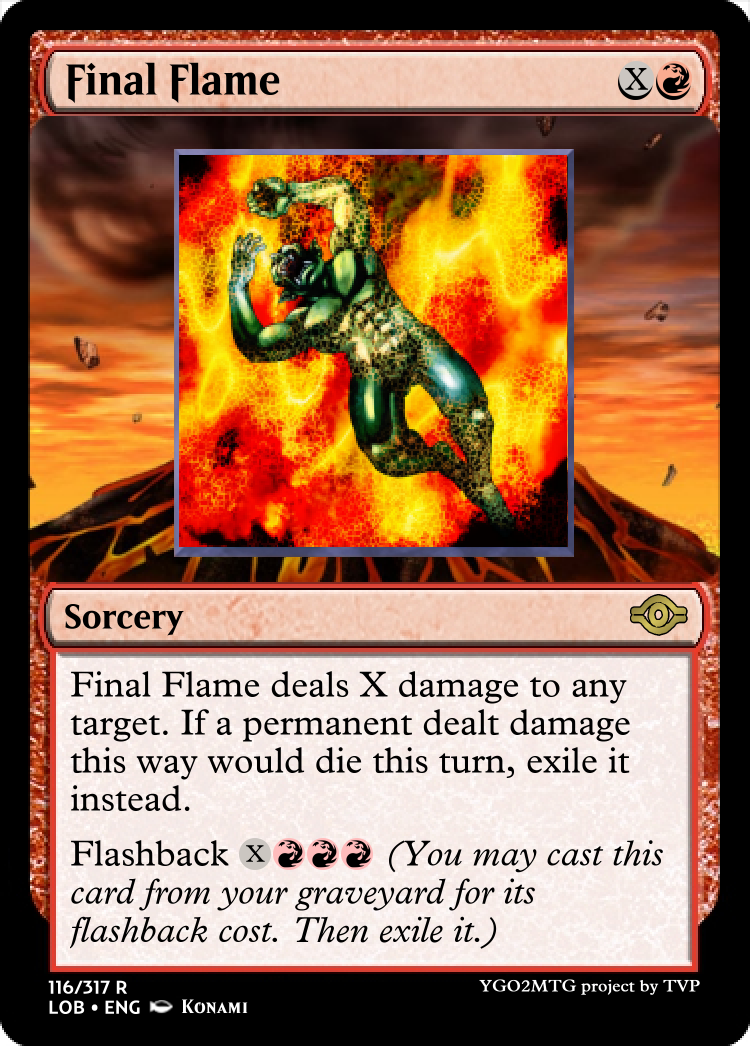 Final Flame X
Sorcery
Final Flame deals X damage to any
target. If a permanent dealt damage
this way would die this turn, exile it
instead.
Flashback X (You may cast this
card from your graveyard for its
flashback cost. Then exile it.)
116/317 R
YGO2MTG project by TVP
LOB • ENG Konami